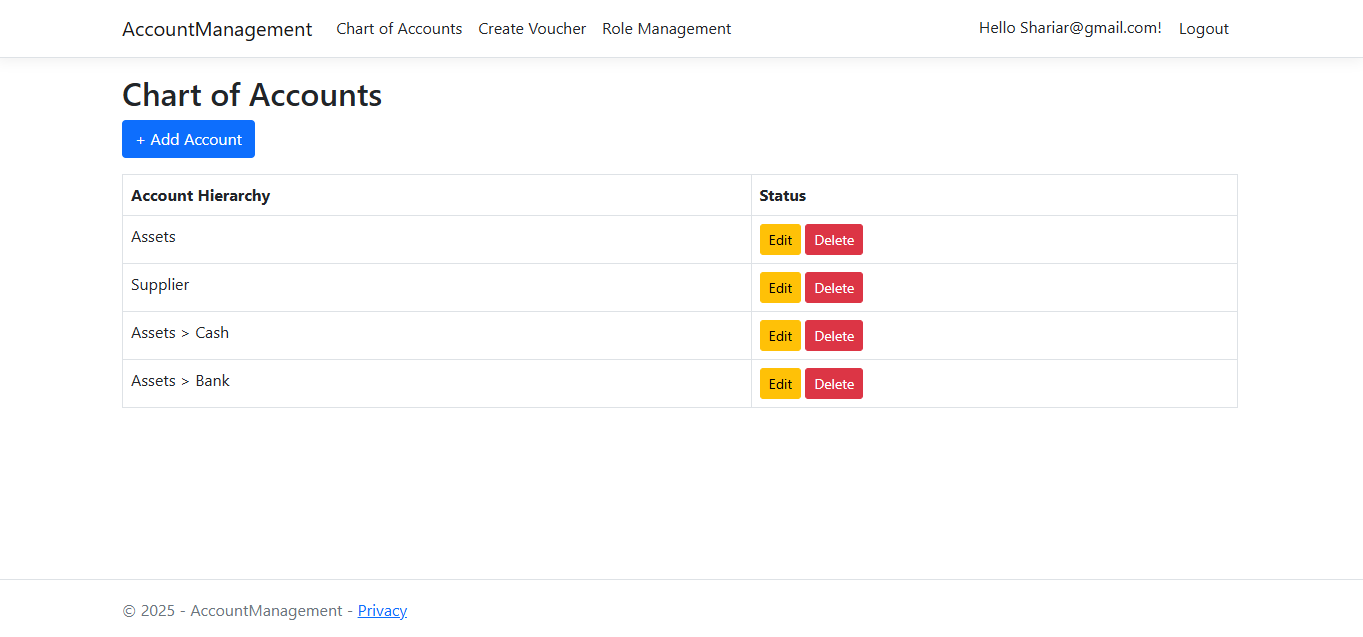 AccountManagement Chart of Accounts Create Voucher Role Management Hello Shariar@gmail.com! Logout
Chart of Accounts
+ Add Account
Account Hierarchy Status
Assets Edit Delete
Supplier Edit Delete
Assets > Cash Edit Delete
Assets > Bank Edit Delete
© 2025 - AccountManagement - Privacy